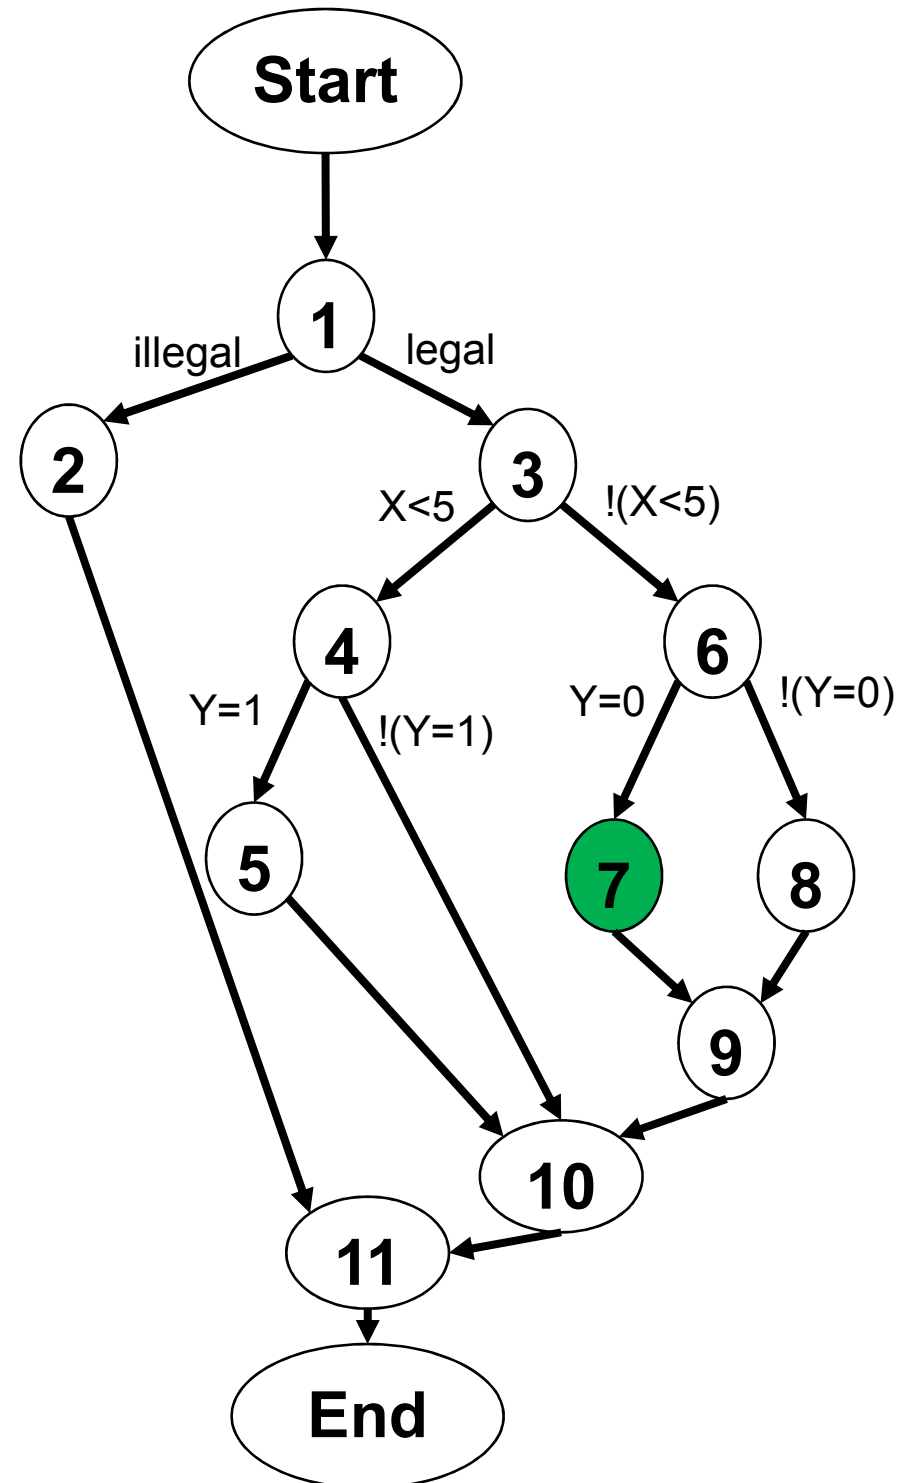 Start
1
illegal
legal
2
3
X<5
!(X<5)
4
6
Y=1
!(Y=1)
Y=0
!(Y=0)
5
7
8
9
10
11
End